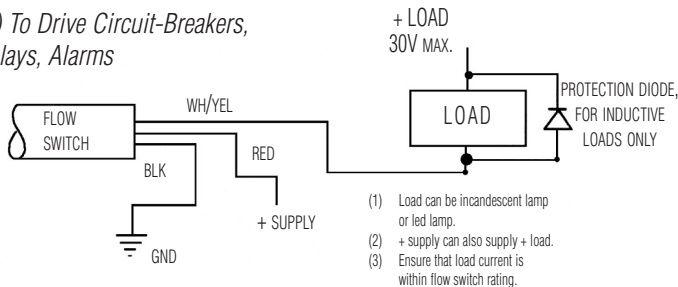 ) To Drive Circuit-Breakers,
lays, Alarms
+ LOAD
30V MAX.
PROTECTION DIODE,
FOR INDUCTIVE
LOADS ONLY
LOAD
FLOW
SWITCH
WH/YEL
RED
BLK
+ SUPPLY
GND
(1) Load can be incandescent lamp
or led lamp.
(2) + supply can also supply + load.
(3) Ensure that load current is
within flow switch rating.